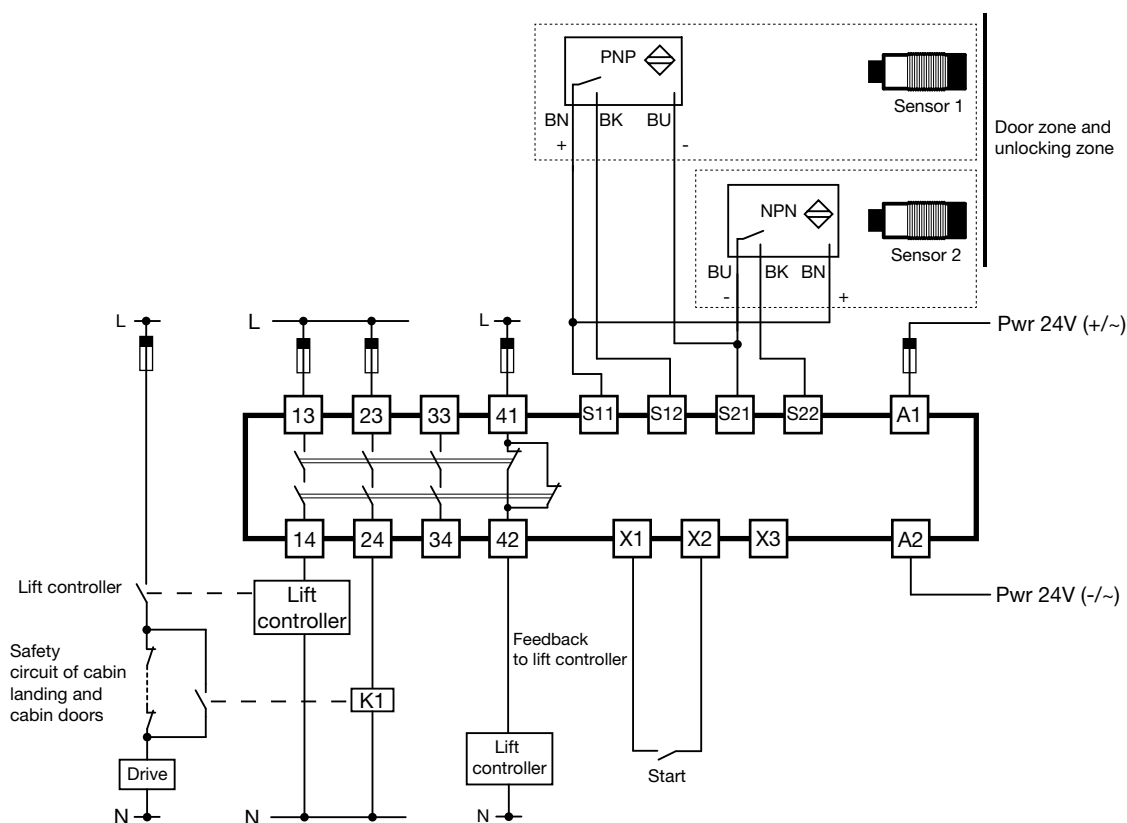 PNP
BN
BK
BU
+
-
Sensor 1
Door zone and
unlocking zone
NPN
BU
BK
BN
-
+
Sensor 2
L
L
L
Pwr 24V (+/~)
13
23
33
41
S11
S12
S21
S22
A1
14
24
34
42
X1
X2
X3
A2
Lift controller
Lift
controller
Pwr 24V (-/~)
Feedback
to lift controller
Safety
circuit of cabin
landing and
cabin doors
K1
Drive
Lift
controller
Start
N
N
N